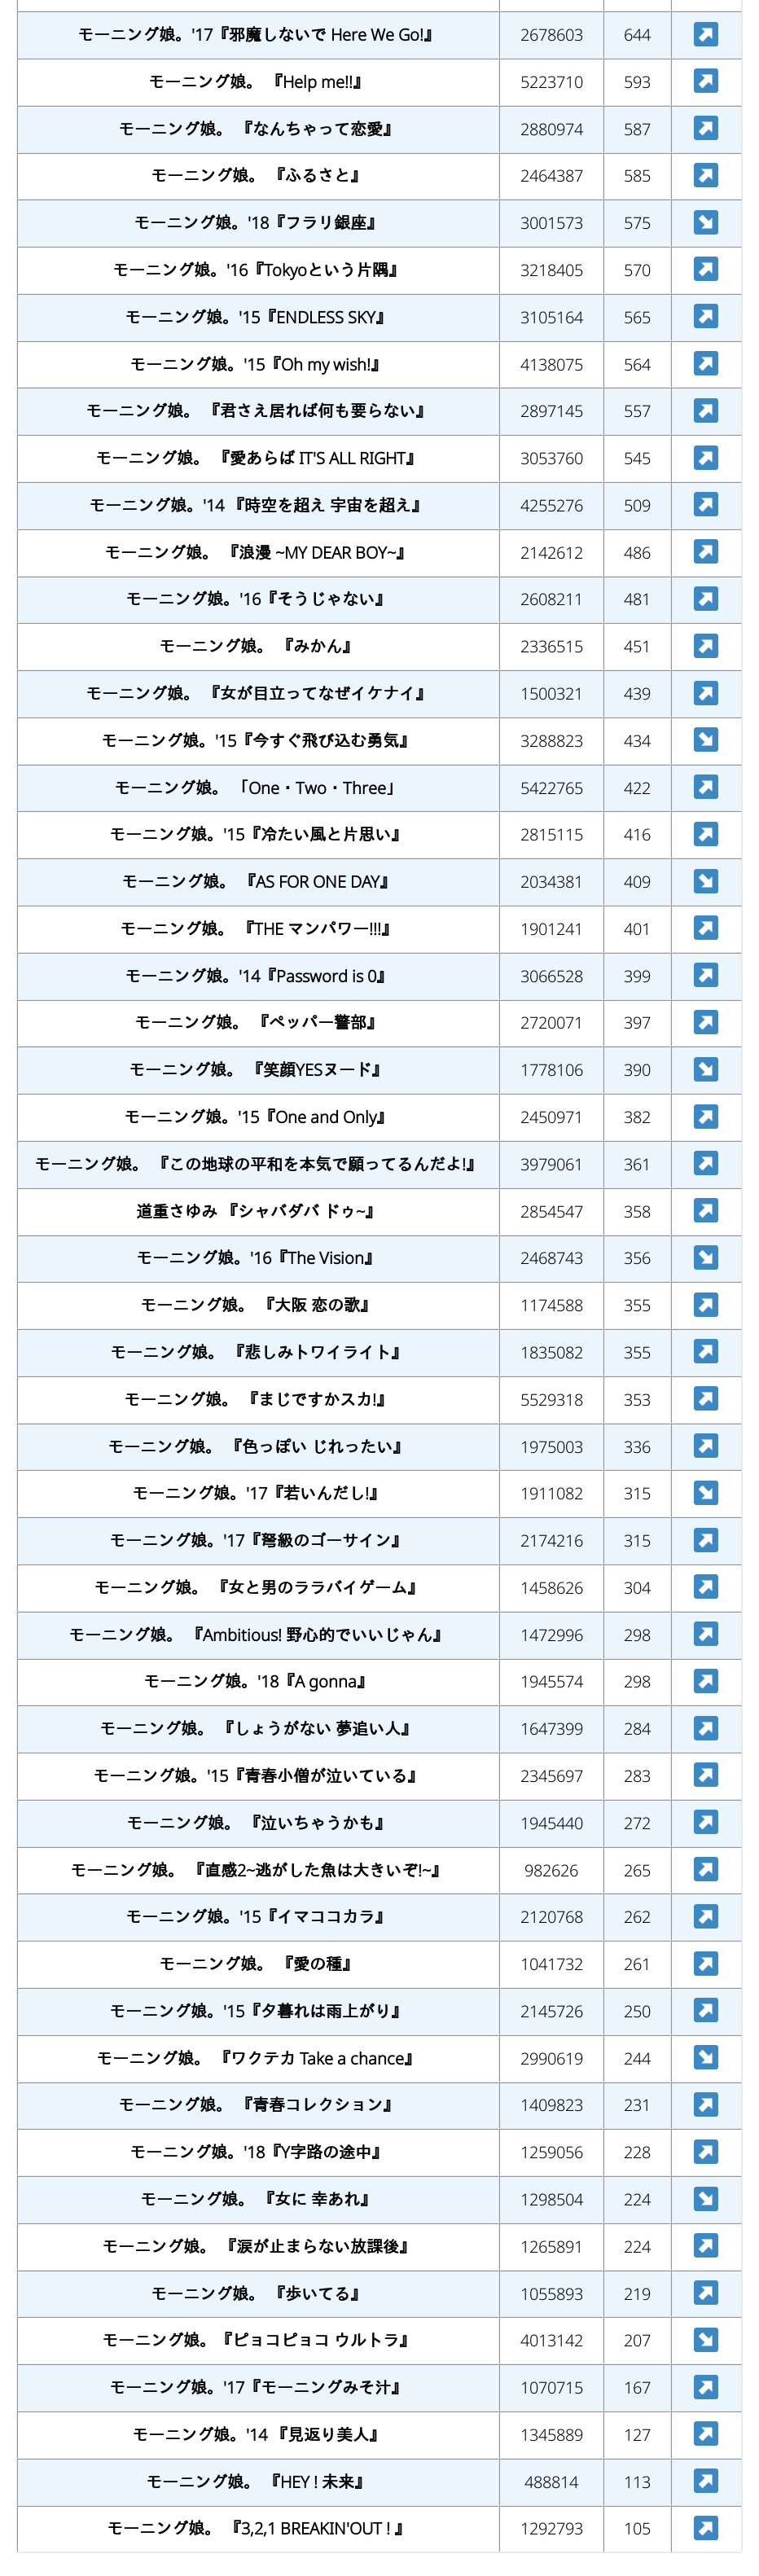 モーニング娘。'17『邪魔しないで Here We Go!』 2678603 644 ↗
モーニング娘。 『Help me!!』 5223710 593 ↗
モーニング娘。 『なんちゃって恋愛』 2880974 587 ↗
モーニング娘。 『ふるさと』 2464387 585 ↗
モーニング娘。'18『フラリ銀座』 3001573 575 ↘
モーニング娘。'16『Tokyoという片隅』 3218405 570 ↗
モーニング娘。'15『ENDLESS SKY』 3105164 565 ↗
モーニング娘。'15『Oh my wish!』 4138075 564 ↗
モーニング娘。 『君さえ居れば何も要らない』 2897145 557 ↗
モーニング娘。 『愛あらば IT'S ALL RIGHT』 3053760 545 ↗
モーニング娘。'14 『時空を超え 宇宙を超え』 4255276 509 ↗
モーニング娘。 『浪漫 ~MY DEAR BOY~』 2142612 486 ↗
モーニング娘。'16『そうじゃない』 2608211 481 ↗
モーニング娘。 『みかん』 2336515 451 ↗
モーニング娘。 『女が目立ってなぜイケナイ』 1500321 439 ↗
モーニング娘。'15『今すぐ飛び込む勇気』 3288823 434 ↘
モーニング娘。 「One・Two・Three」 5422765 422 ↗
モーニング娘。'15『冷たい風と片思い』 2815115 416 ↗
モーニング娘。 『AS FOR ONE DAY』 2034381 409 ↘
モーニング娘。 『THE マンパワー!!!』 1901241 401 ↗
モーニング娘。'14『Password is 0』 3066528 399 ↗
モーニング娘。 『ペッパー警部』 2720071 397 ↗
モーニング娘。 『笑顔YESヌード』 1778106 390 ↘
モーニング娘。'15『One and Only』 2450971 382 ↗
モーニング娘。 『この地球の平和を本気で願ってるんだよ!』 3979061 361 ↗
道重さゆみ 『シャバダバ ドゥ~』 2854547 358 ↗
モーニング娘。'16『The Vision』 2468743 356 ↘
モーニング娘。 『大阪 恋の歌』 1174588 355 ↗
モーニング娘。 『悲しみトワイライト』 1835082 355 ↗
モーニング娘。 『まじですかスカ!』 5529318 353 ↗
モーニング娘。 『色っぽい じれったい』 1975003 336 ↗
モーニング娘。'17『若いんだし!』 1911082 315 ↘
モーニング娘。'17『弩級のゴーサイン』 2174216 315 ↗
モーニング娘。 『女と男のララバイゲーム』 1458626 304 ↗
モーニング娘。 『Ambitious! 野心的でいいじゃん』 1472996 298 ↗
モーニング娘。'18『A gonna』 1945574 298 ↗
モーニング娘。 『しょうがない 夢追い人』 1647399 284 ↗
モーニング娘。'15『青春小僧が泣いている』 2345697 283 ↗
モーニング娘。 『泣いちゃうかも』 1945440 272 ↗
モーニング娘。 『直感2~逃がした魚は大きいぞ!~』 982626 265 ↗
モーニング娘。'15『イマココカラ』 2120768 262 ↗
モーニング娘。 『愛の種』 1041732 261 ↗
モーニング娘。'15『夕暮れは雨上がり』 2145726 250 ↗
モーニング娘。 『ワクテカ Take a chance』 2990619 244 ↘
モーニング娘。 『青春コレクション』 1409823 231 ↗
モーニング娘。'18『Y字路の途中』 1259056 228 ↗
モーニング娘。 『女に 幸あれ』 1298504 224 ↘
モーニング娘。 『涙が止まらない放課後』 1265891 224 ↗
モーニング娘。 『歩いてる』 1055893 219 ↗
モーニング娘。『ピョコピョコ ウルトラ』 4013142 207 ↘
モーニング娘。'17『モーニングみそ汁』 1070715 167 ↗
モーニング娘。'14 『見返り美人』 1345889 127 ↗
モーニング娘。 『HEY ! 未来』 488814 113 ↗
モーニング娘。 『3,2,1 BREAKIN'OUT ! 』 1292793 105 ↗